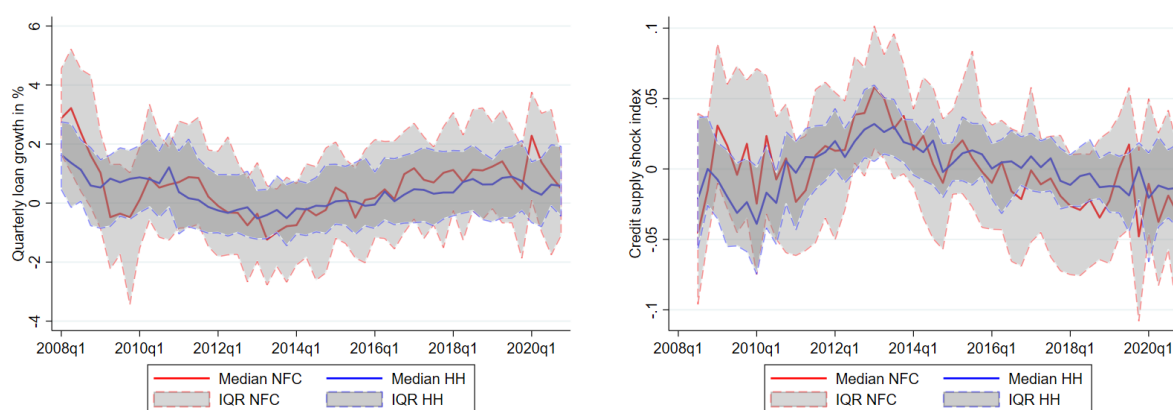 Quarterly loan growth in %
6
4
2
0
-2
-4
2008q1 2010q1 2012q1 2014q1 2016q1 2018q1 2020q1
Median NFC Median HH
IQR NFC IQR HH
Credit supply shock index
.1
.05
0
-.05
-.1
2008q1 2010q1 2012q1 2014q1 2016q1 2018q1 2020q1
Median NFC Median HH
IQR NFC IQR HH